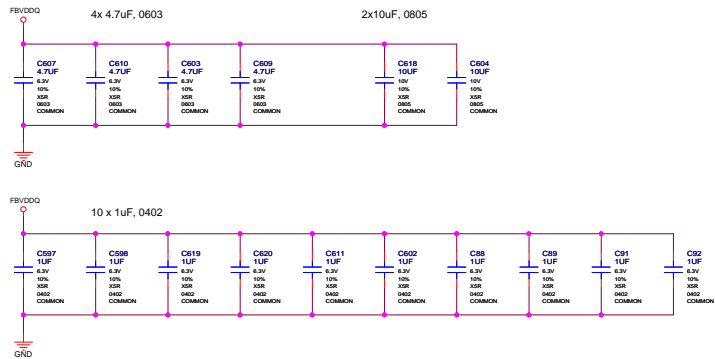 FBVDDQ
4x 4.7uF, 0603
2x10uF, 0805
C607
4.7UF
6.3V
10%
X5R
0603
COMMON
C610
4.7UF
6.3V
10%
X5R
0603
COMMON
C603
4.7UF
6.3V
10%
X5R
0603
COMMON
C609
4.7UF
6.3V
10%
X5R
0603
COMMON
C618
10UF
10V
10%
X5R
0805
COMMON
C604
10UF
10V
10%
X5R
0805
COMMON
GND
FBVDDQ
10 x 1uF, 0402
C597
1UF
6.3V
10%
X5R
0402
COMMON
C598
1UF
6.3V
10%
X5R
0402
COMMON
C619
1UF
6.3V
10%
X5R
0402
COMMON
C620
1UF
6.3V
10%
X5R
0402
COMMON
C611
1UF
6.3V
10%
X5R
0402
COMMON
C602
1UF
6.3V
10%
X5R
0402
COMMON
C88
1UF
6.3V
10%
X5R
0402
COMMON
C89
1UF
6.3V
10%
X5R
0402
COMMON
C91
1UF
6.3V
10%
X5R
0402
COMMON
C92
1UF
6.3V
10%
X5R
0402
COMMON
GND